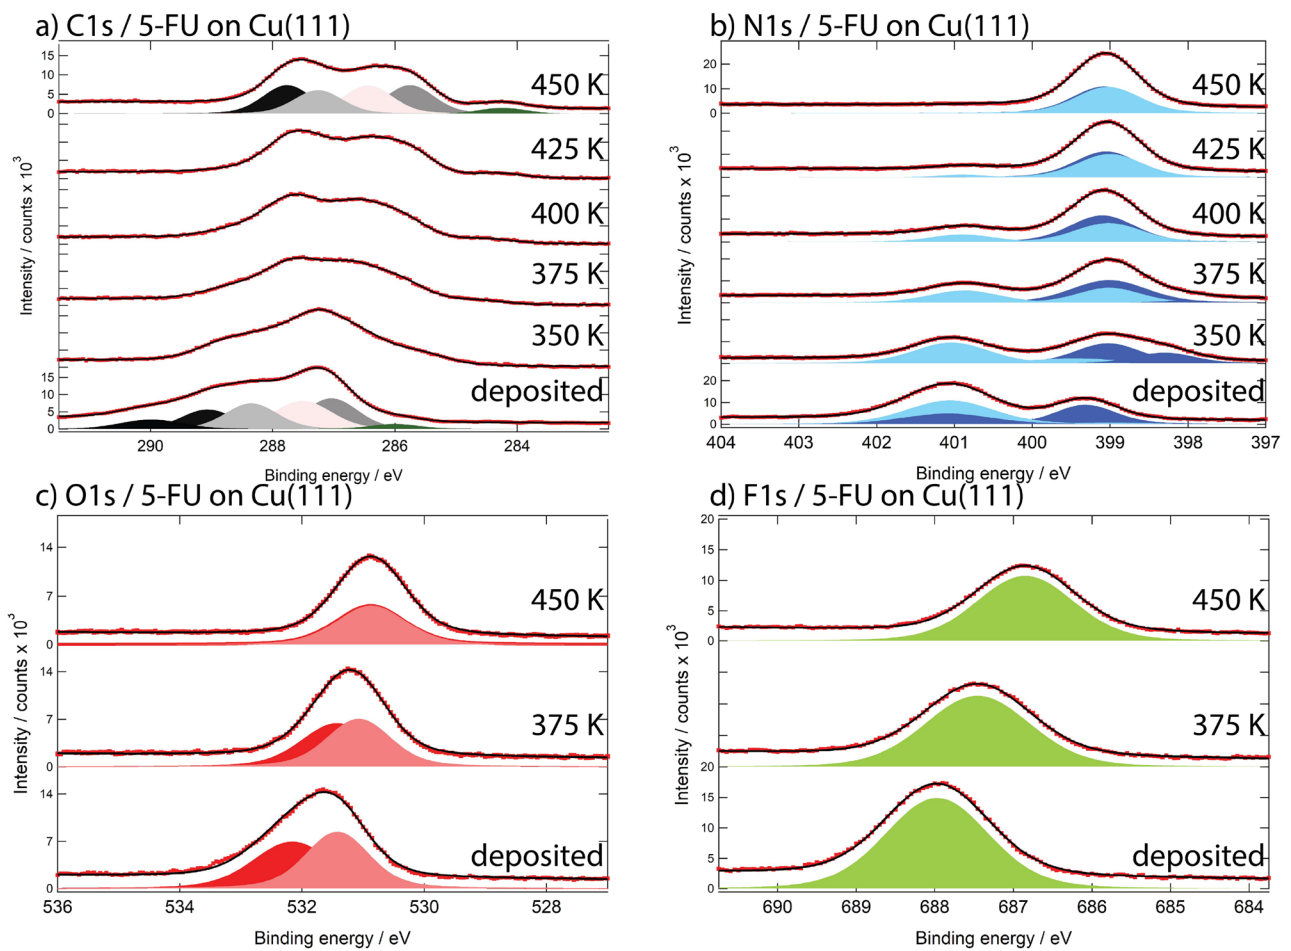 a) C1s / 5-FU on Cu(111)
15
10
5
0
450 K
425 K
400 K
375 K
350 K
deposited
15
10
5
0
290
288
286
284
Intensity / counts x 10³
Binding energy / eV
b) N1s / 5-FU on Cu(111)
20
10
0
450 K
425 K
400 K
375 K
350 K
deposited
20
10
0
404
403
402
401
400
399
398
397
Intensity / counts x 10³
Binding energy / eV
c) O1s / 5-FU on Cu(111)
14
7
0
450 K
14
7
0
375 K
14
7
0
deposited
536
534
532
530
528
Intensity / counts x 10³
Binding energy / eV
d) F1s / 5-FU on Cu(111)
20
15
10
5
0
450 K
375 K
20
15
10
5
0
deposited
690
689
688
687
686
685
684
Intensity / counts x 10³
Binding energy / eV